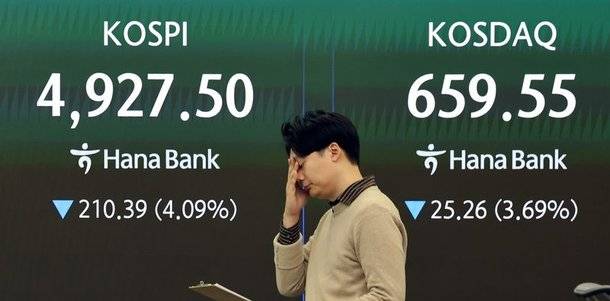 KOSPI
4,927.50
Hana Bank
▼ 210.39 (4.09%)
KOSDAQ
659.55
Hana Bank
▼ 25.26 (3.69%)